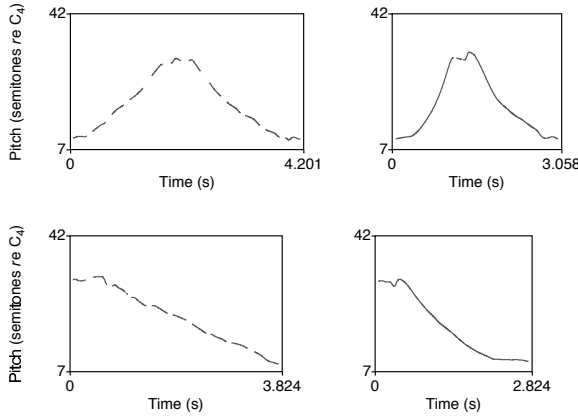 Pitch (semitones re C4)
42
7
0
4.201
Time (s)
42
7
0
3.058
Time (s)
Pitch (semitones re C4)
42
7
0
3.824
Time (s)
42
7
0
2.824
Time (s)